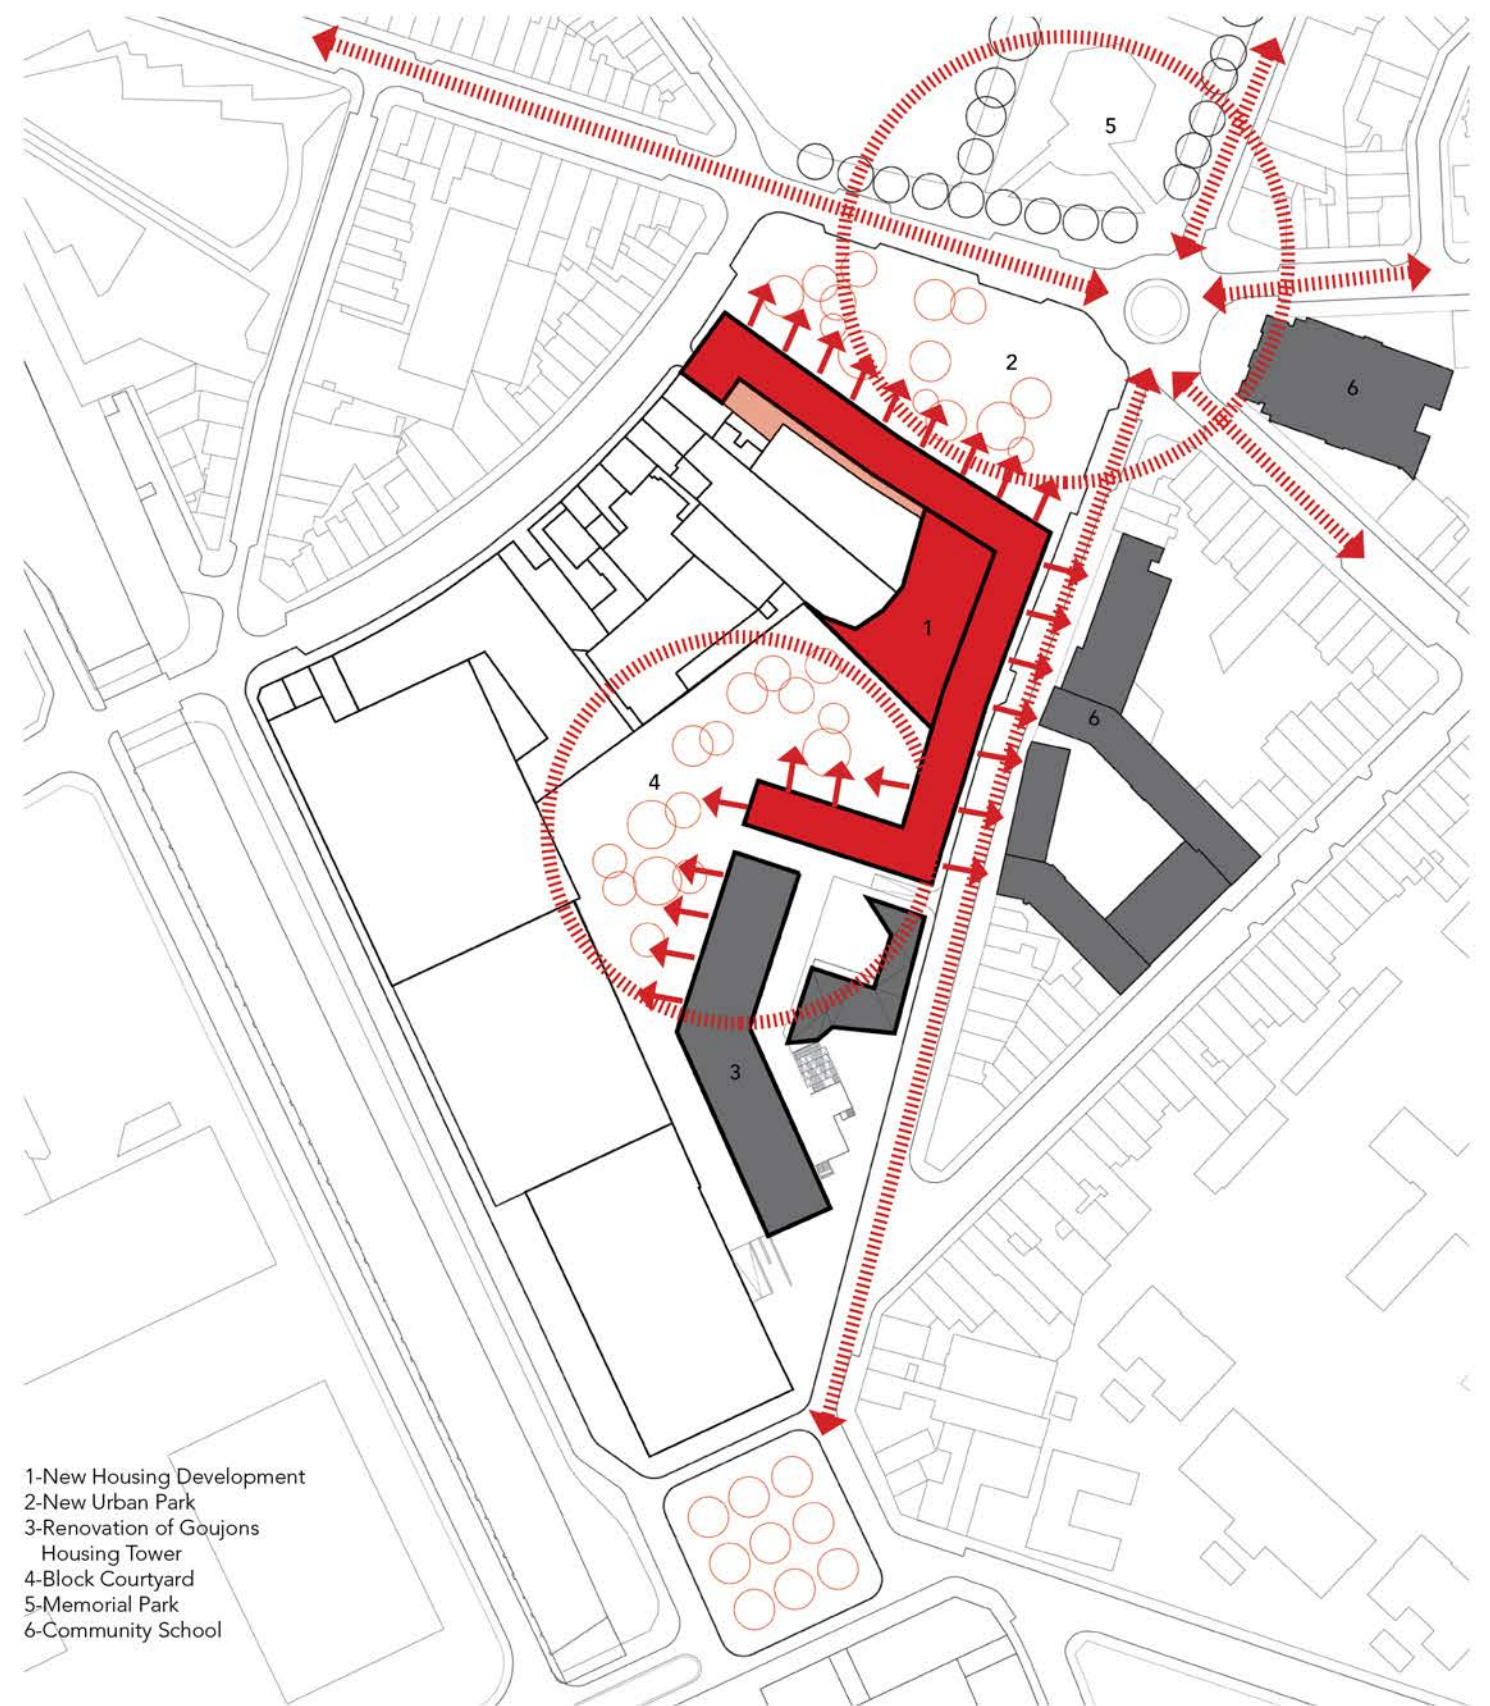 5
2
6
1
6
4
3
1-New Housing Development
2-New Urban Park
3-Renovation of Goujons
Housing Tower
4-Block Courtyard
5-Memorial Park
6-Community School